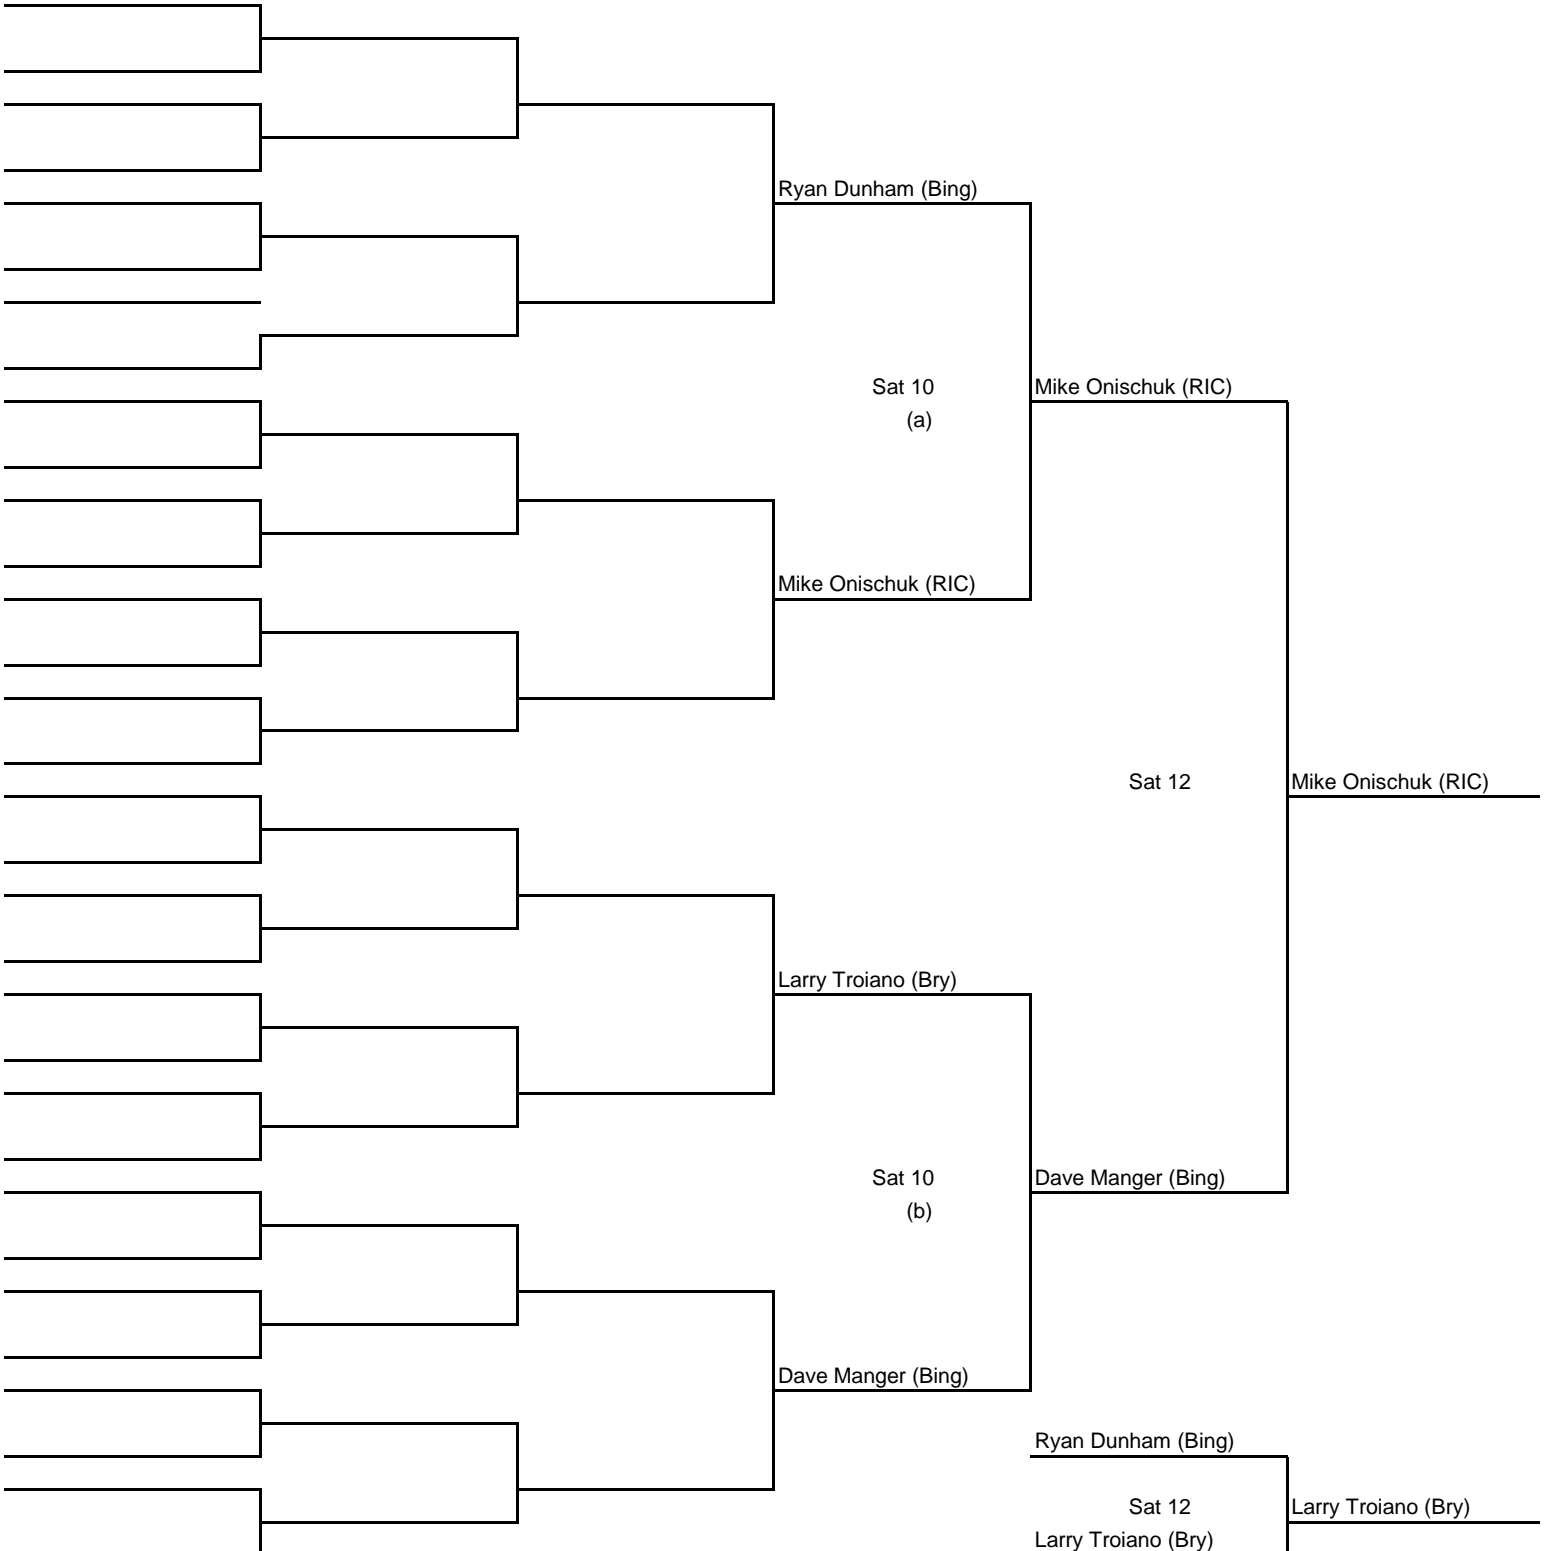 Ryan Dunham (Bing)
Sat 10
Mike Onischuk (RIC)
(a)
Mike Onischuk (RIC)
Sat 12
Mike Onischuk (RIC)
Larry Troiano (Bry)
Sat 10
Dave Manger (Bing)
(b)
Dave Manger (Bing)
Ryan Dunham (Bing)
Sat 12
Larry Troiano (Bry)
Larry Troiano (Bry)